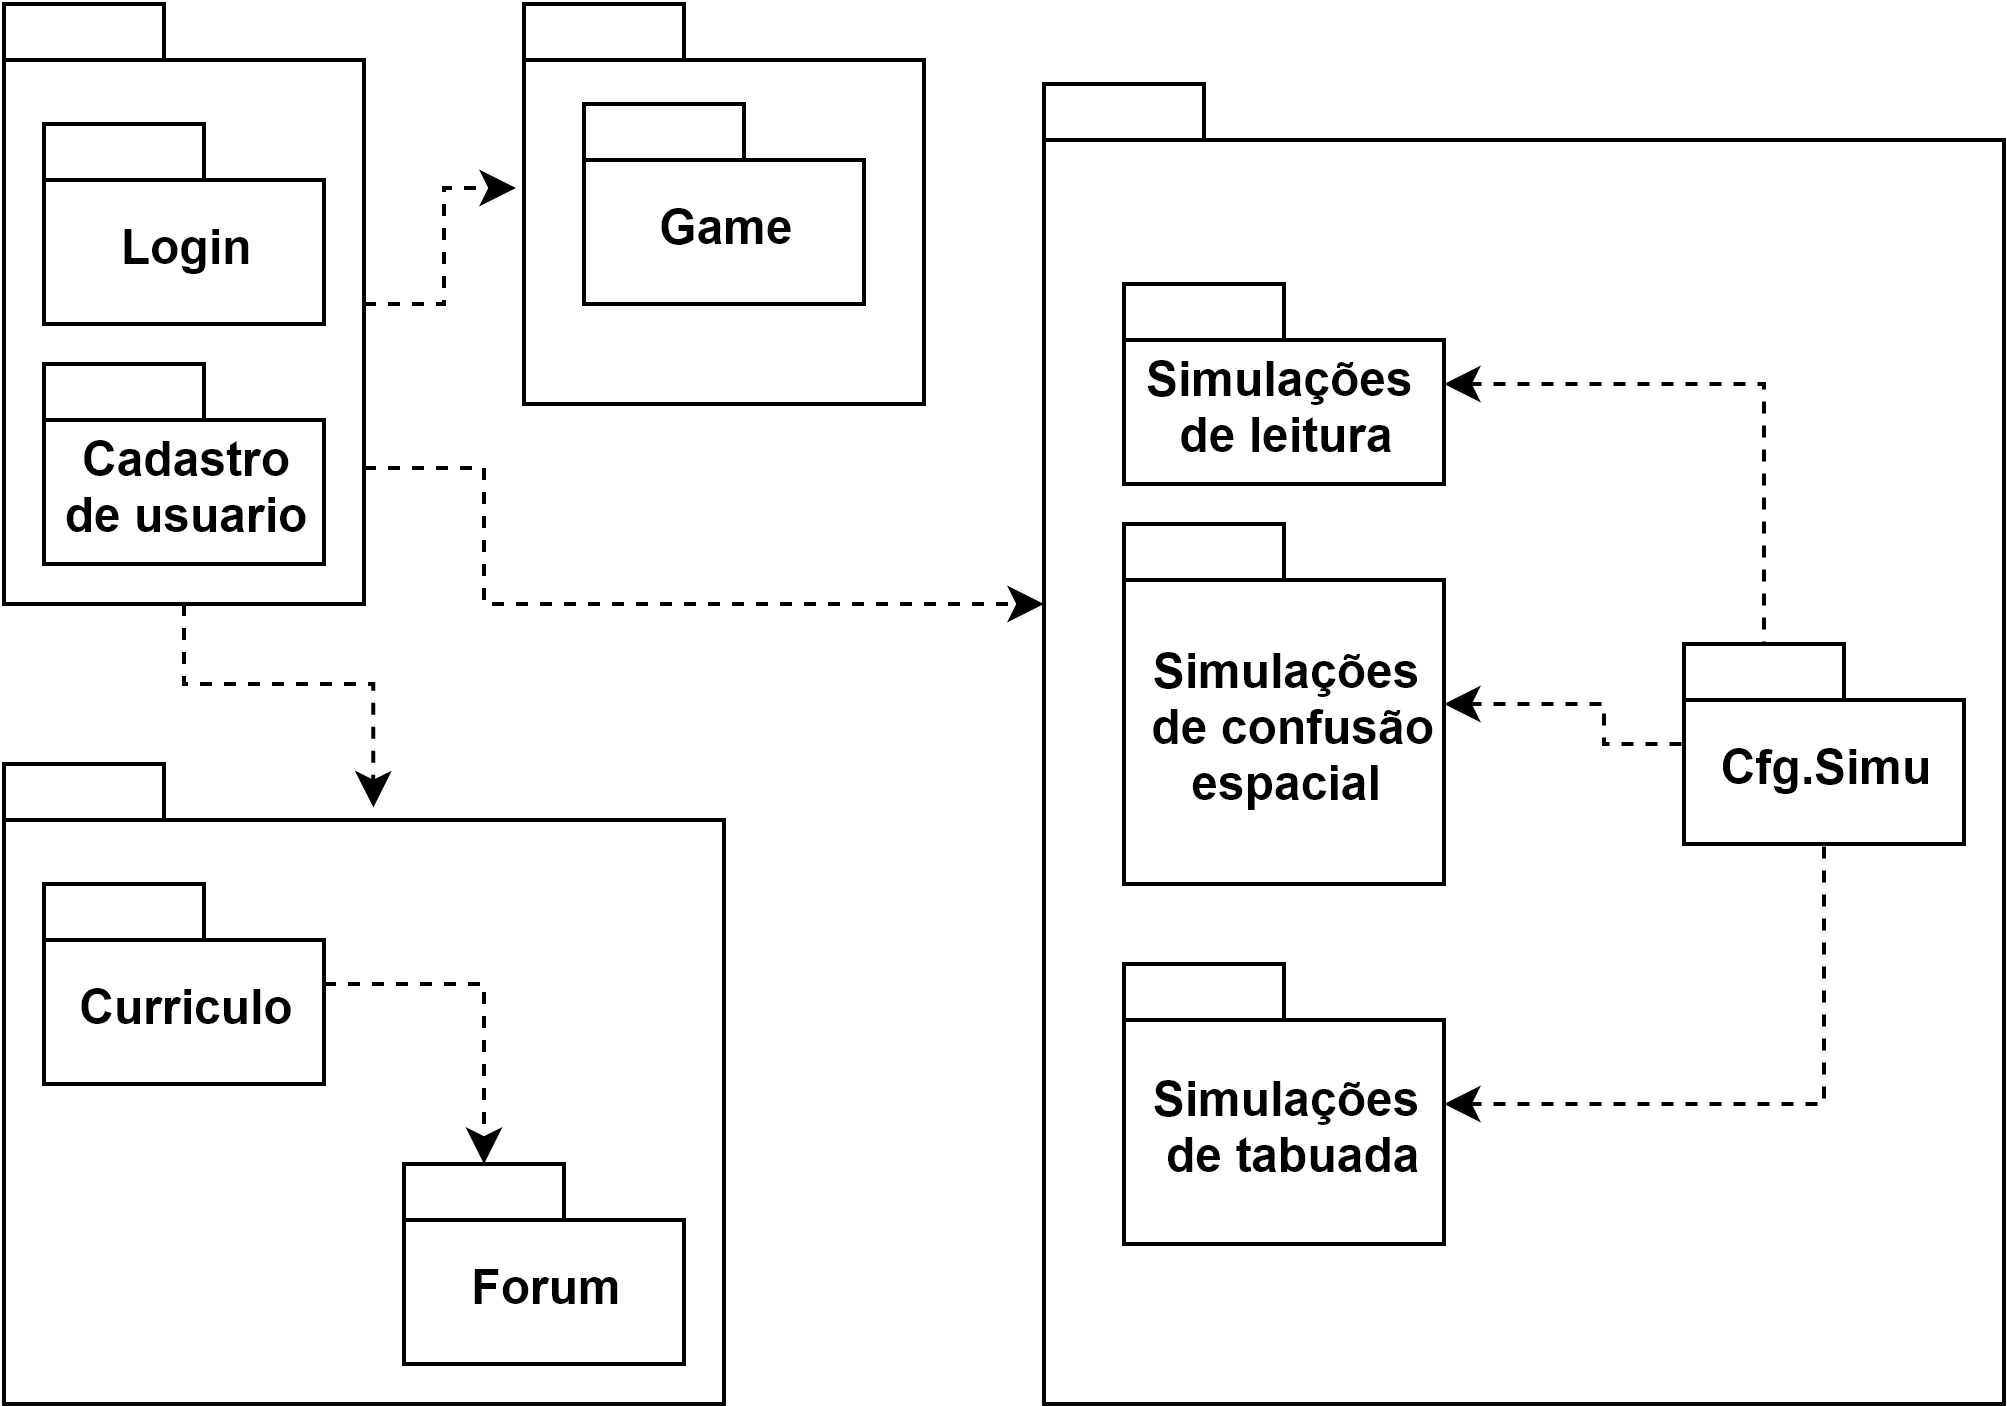 Login
Cadastro
de usuario
Game
Simulações
de leitura
Simulações
de confusão
espacial
Cfg.Simu
Simulações
de tabuada
Curriculo
Forum